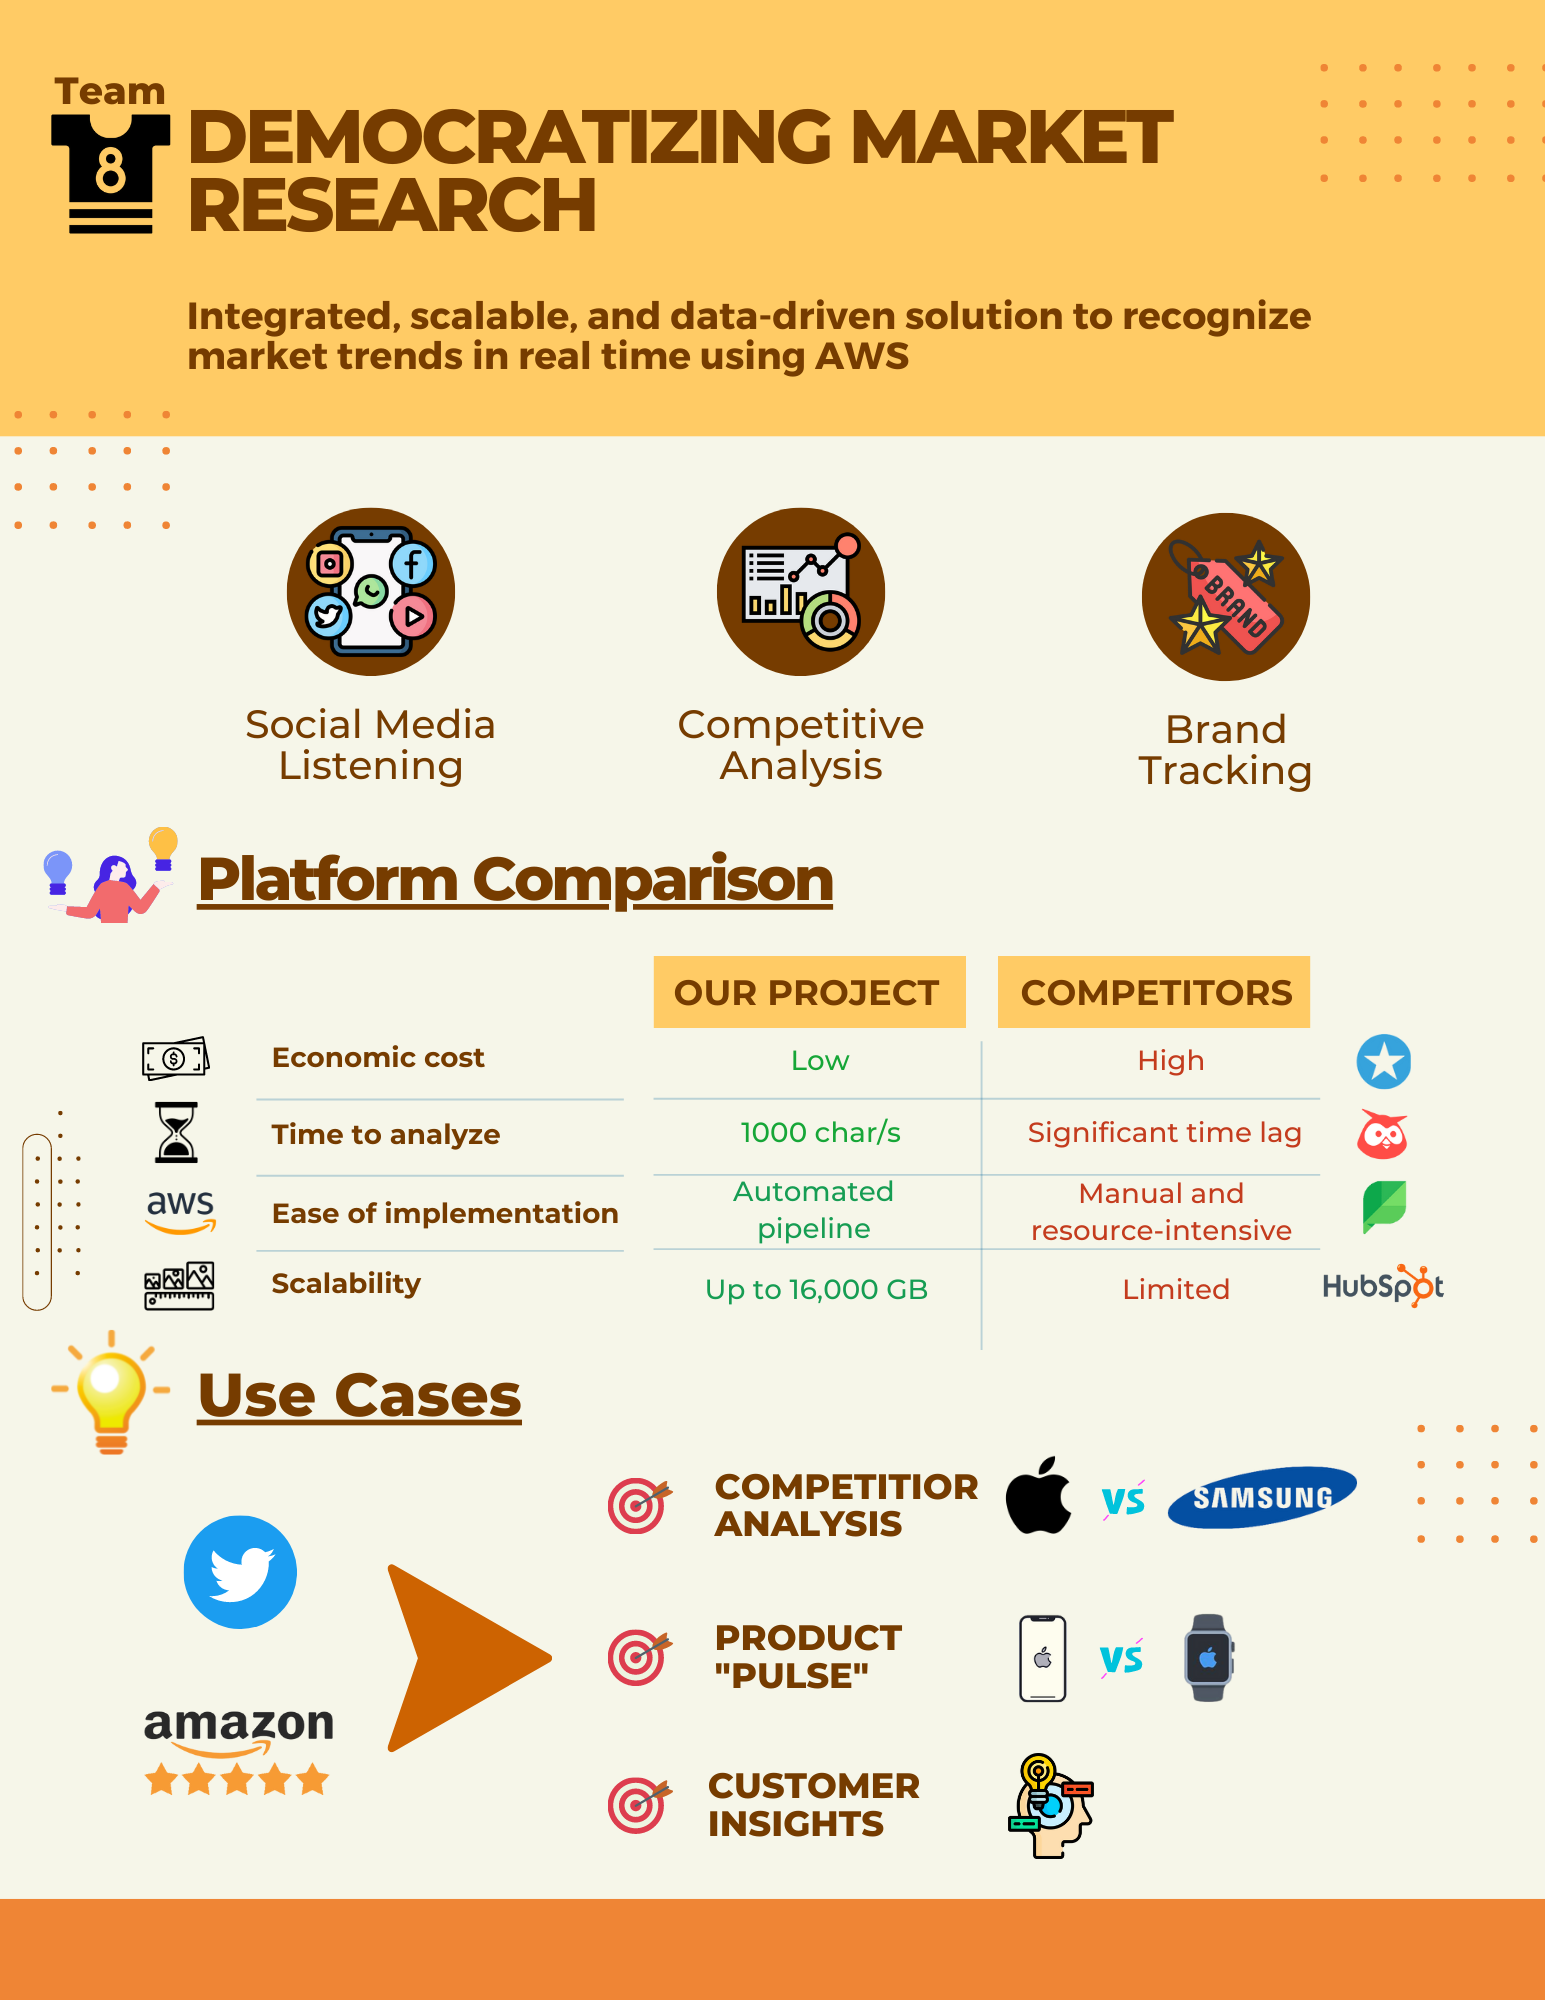 Team
8
DEMOCRATIZING MARKET
RESEARCH
Integrated, scalable, and data-driven solution to recognize
market trends in real time using AWS
BRAND
Social Media
Listening
Competitive
Analysis
Brand
Tracking
Platform Comparison
OUR PROJECT
COMPETITORS
Economic cost
Low
High
Time to analyze
1000 char/s
Significant time lag
aws
Ease of implementation
Automated
pipeline
Manual and
resource-intensive
Scalability
Up to 16,000 GB
Limited
HubSpot
Use Cases
COMPETITIOR
ANALYSIS
VS
SAMSUNG
PRODUCT
"PULSE"
VS
amazon
CUSTOMER
INSIGHTS